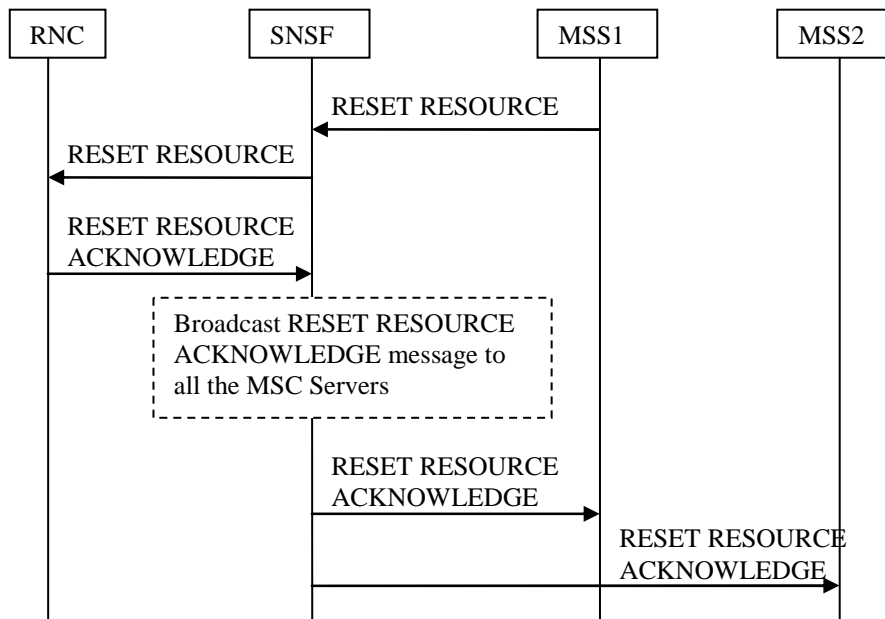 RNC
SNSF
MSS1
MSS2
RESET RESOURCE
RESET RESOURCE
RESET RESOURCE
ACKNOWLEDGE
Broadcast RESET RESOURCE
ACKNOWLEDGE message to
all the MSC Servers
RESET RESOURCE
ACKNOWLEDGE
RESET RESOURCE
ACKNOWLEDGE